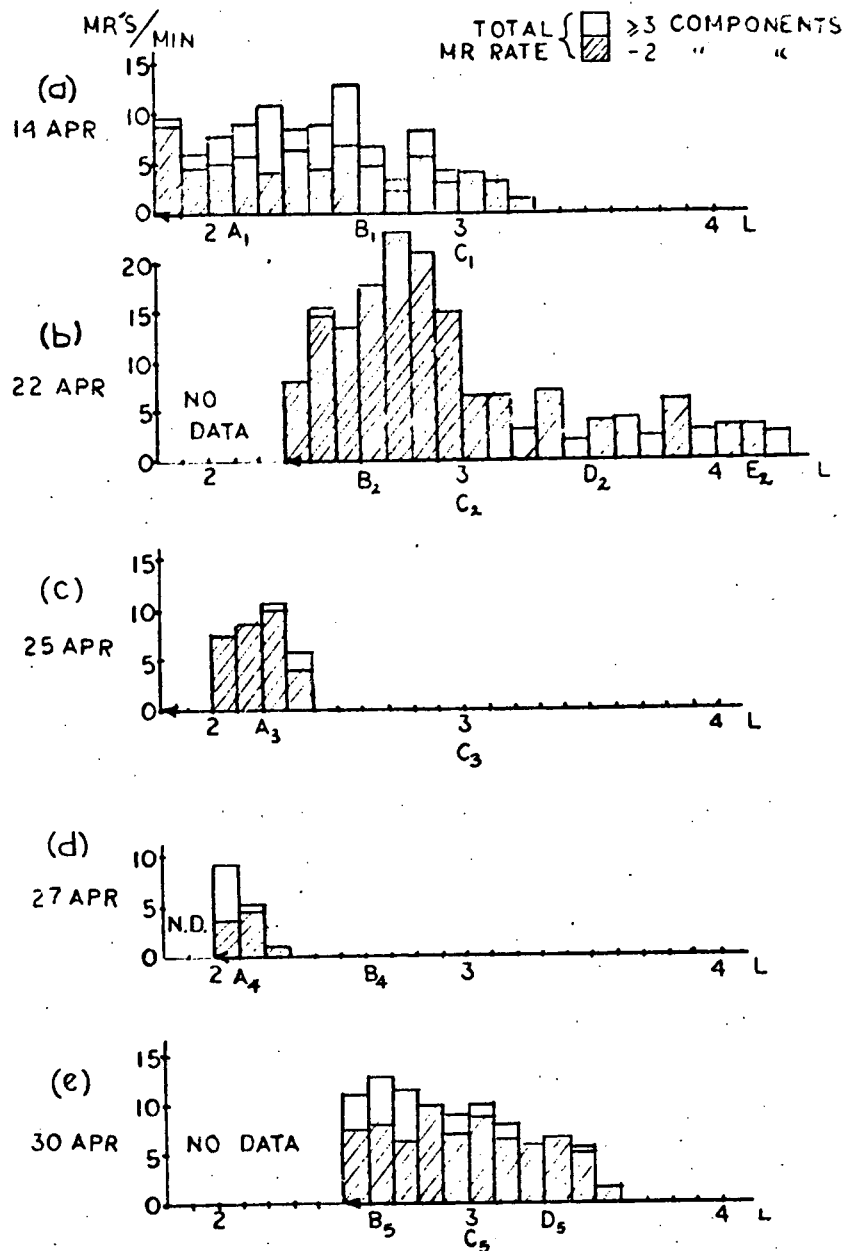 MR'S/MIN
TOTAL MR RATE { ≥3 COMPONENTS
-2 " "
(a)
14 APR
15
10
5
0
2 A₁ B₁ 3 4 L
C₁
(b)
22 APR
20
15
10
5
0
NO DATA
2 B₂ 3 D₂ 4 E₂ L
C₂
(c)
25 APR
15
10
5
0
2 A₃ 3 4 L
C₃
(d)
27 APR
10
5
0
N.D.
2 A₄ B₄ 3 4 L
(e)
30 APR
15
10
5
0
NO DATA
2 B₅ 3 D₅ 4 L
C₅